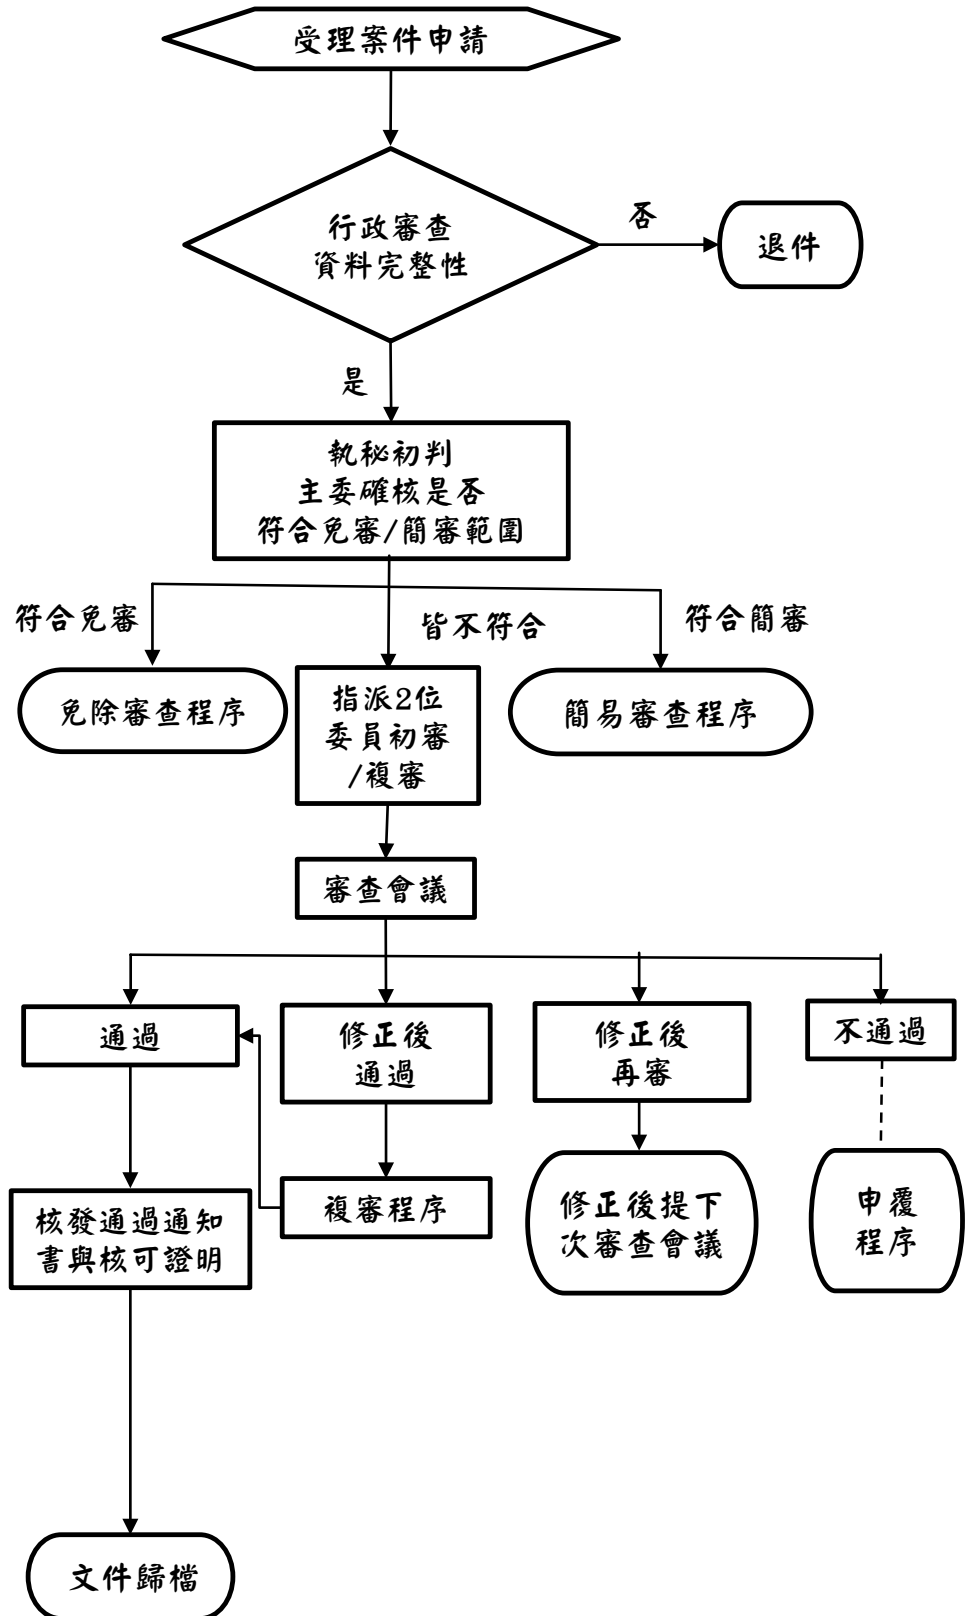 受理案件申請
行政審查
資料完整性
否
退件
是
執秘初判
主委確核是否
符合免審/簡審範圍
符合免審
皆不符合
符合簡審
免除審查程序
指派2位
委員初審
/複審
簡易審查程序
審查會議
通過
修正後
通過
修正後
再審
不通過
核發通過通知
書與核可證明
複審程序
修正後提下
次審查會議
申覆
程序
文件歸檔